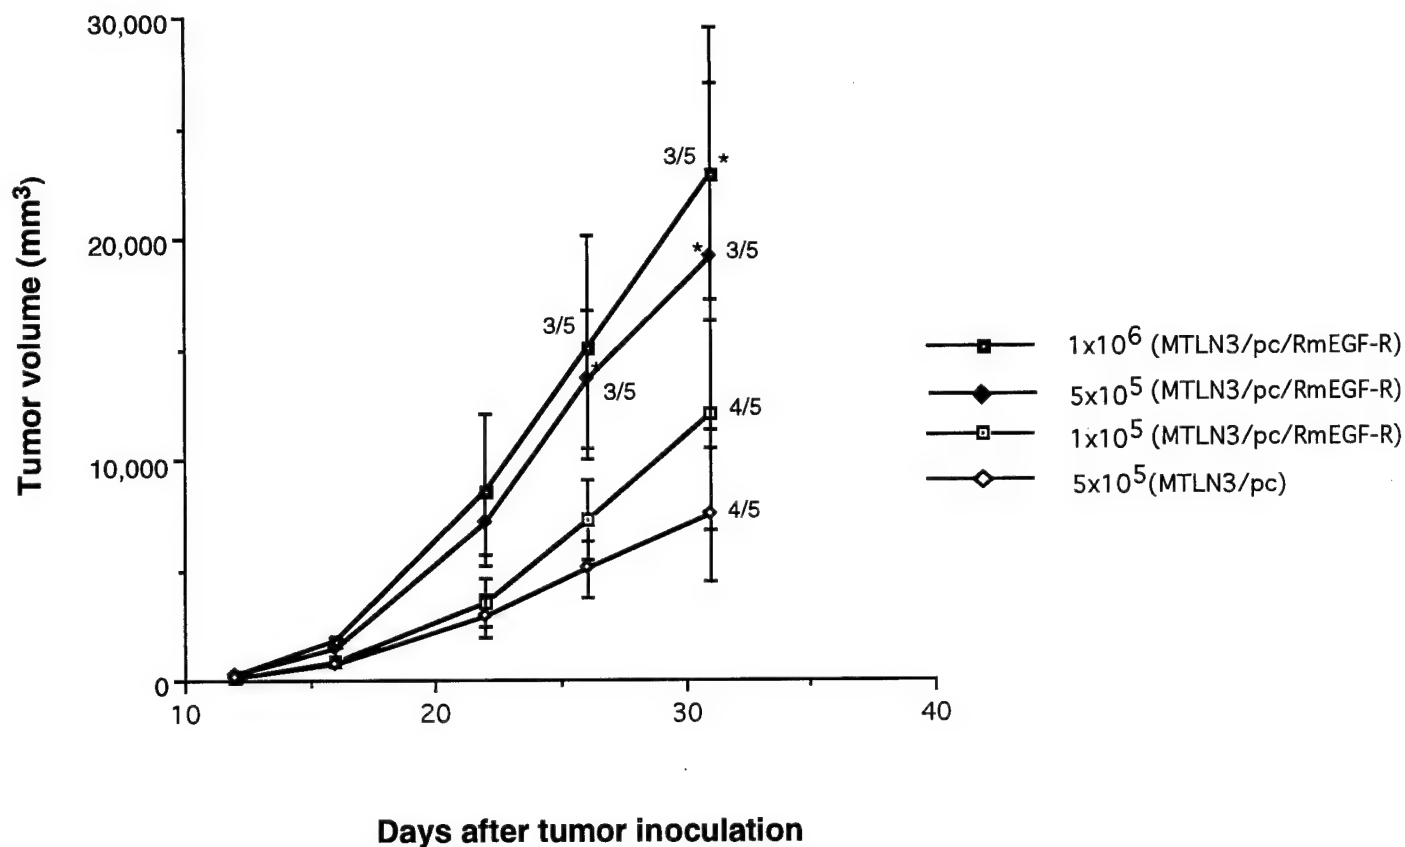 30,000
20,000
10,000
0
10
20
30
40
Tumor volume (mm³)
Days after tumor inoculation
3/5
*
* 3/5
3/5
*
3/5
4/5
4/5
1x10⁶ (MTLN3/pc/RmEGF-R)
5x10⁵ (MTLN3/pc/RmEGF-R)
1x10⁵ (MTLN3/pc/RmEGF-R)
5x10⁵(MTLN3/pc)